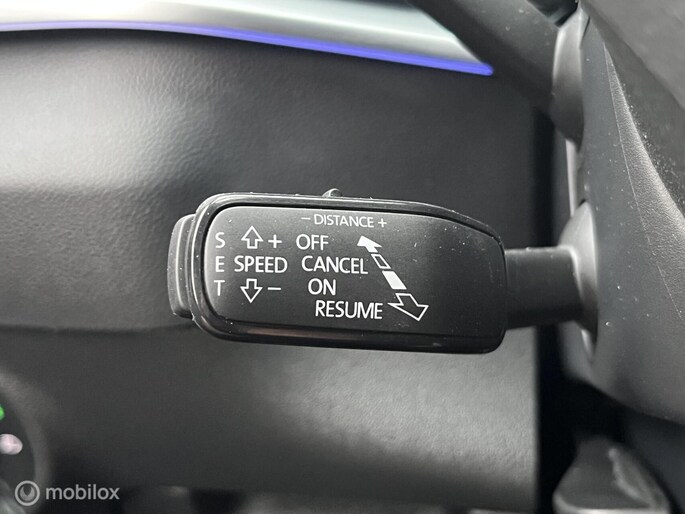 − DISTANCE +
S + OFF
E SPEED CANCEL
T − ON
RESUME
mobilox